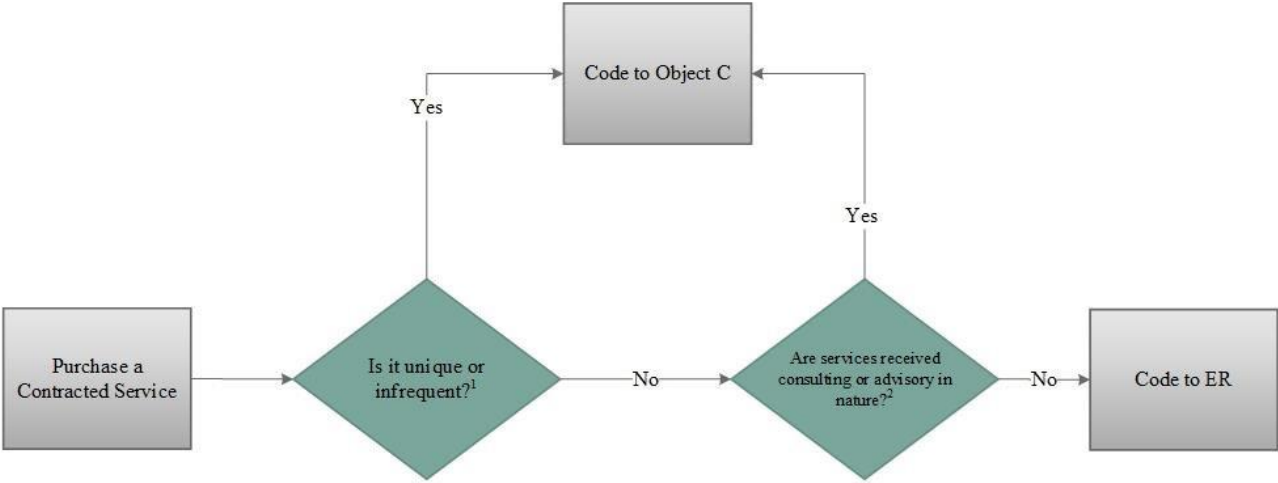 Code to Object C
Yes
Yes
Purchase a
Contracted Service
Is it unique or
infrequent?¹
No
Are services received
consulting or advisory in
nature?²
No
Code to ER